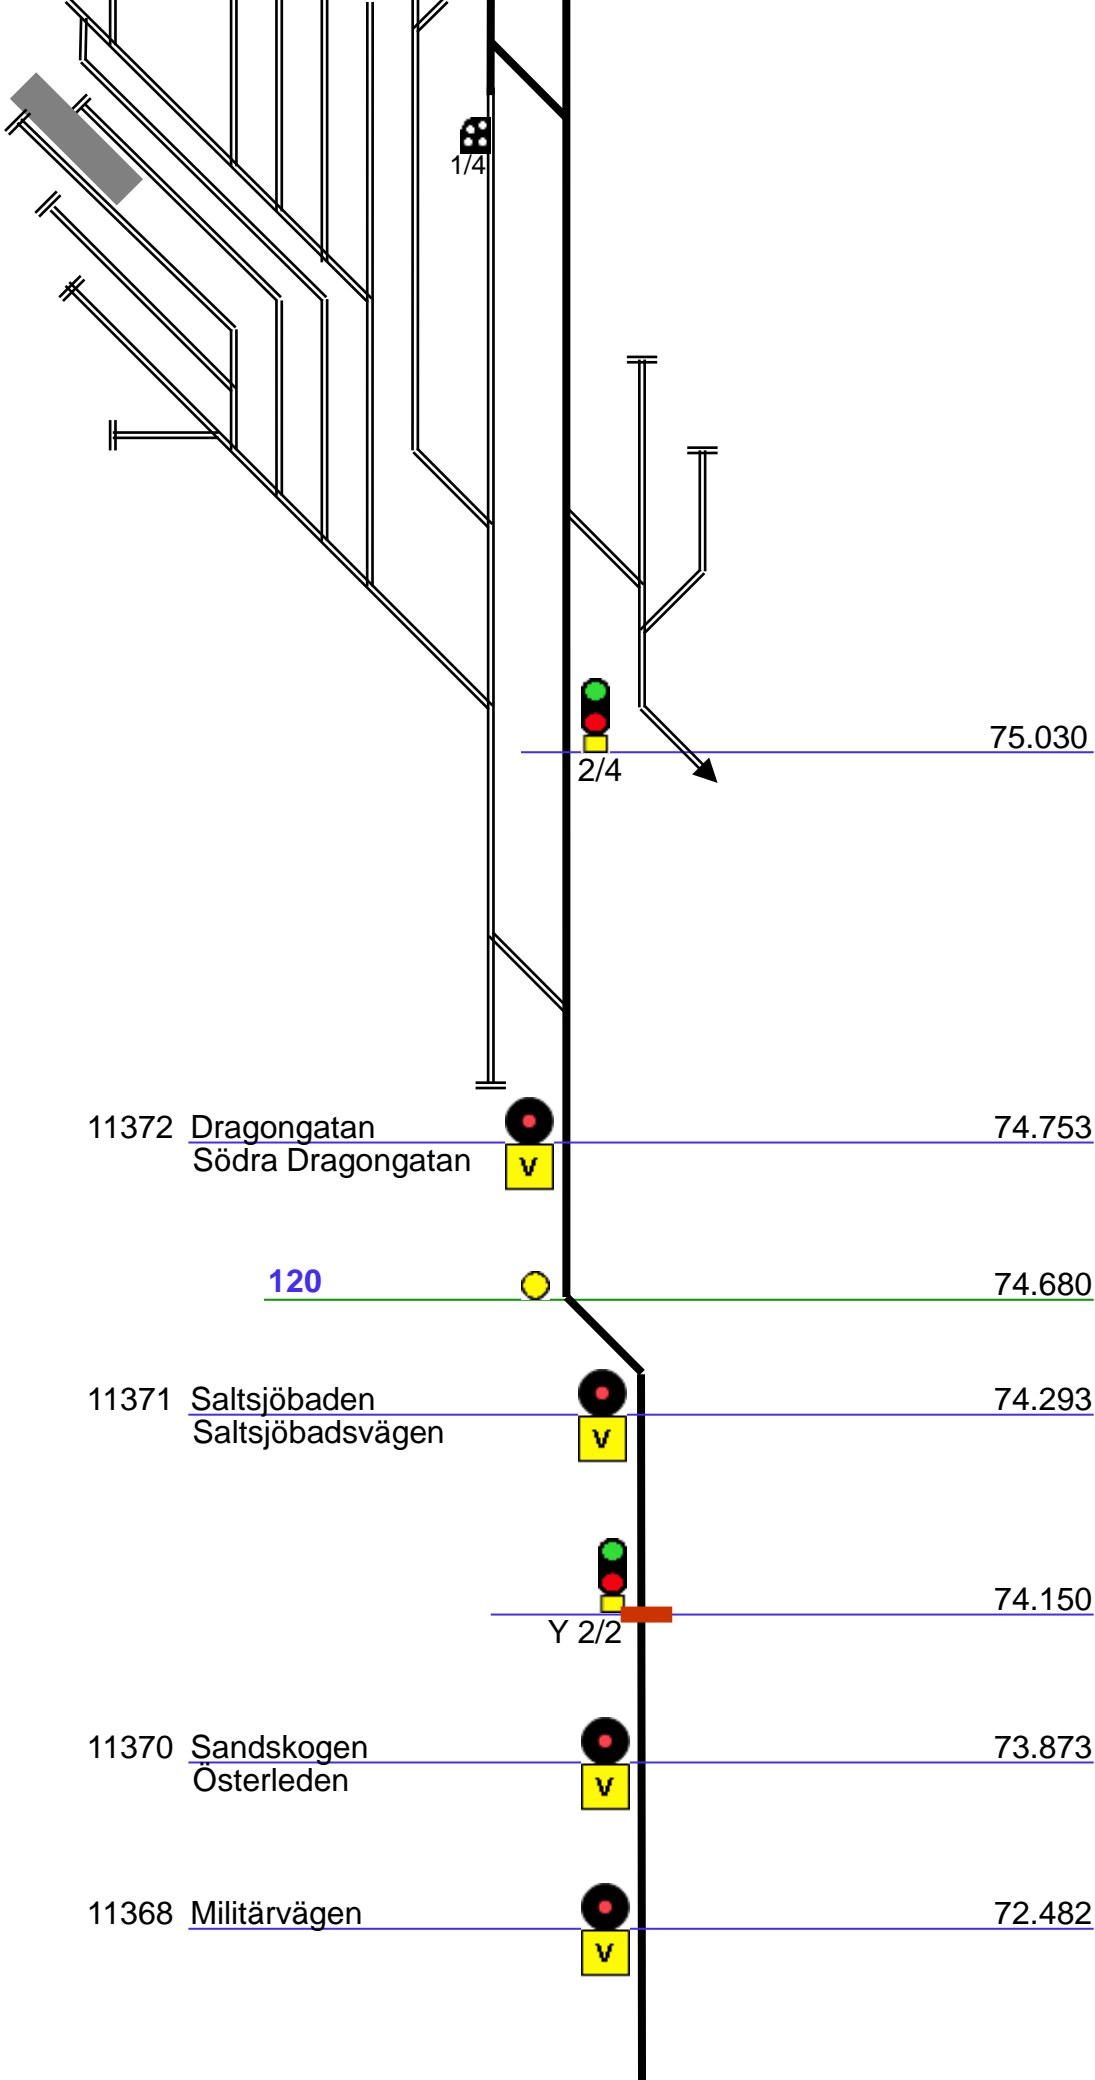 1/4
75.030
2/4
11372 Dragongatan 74.753
Södra Dragongatan
V
120 74.680
11371 Saltsjöbaden 74.293
Saltsjöbadsvägen
V
74.150
Y 2/2
11370 Sandskogen 73.873
Österleden
V
11368 Militärvägen 72.482
V